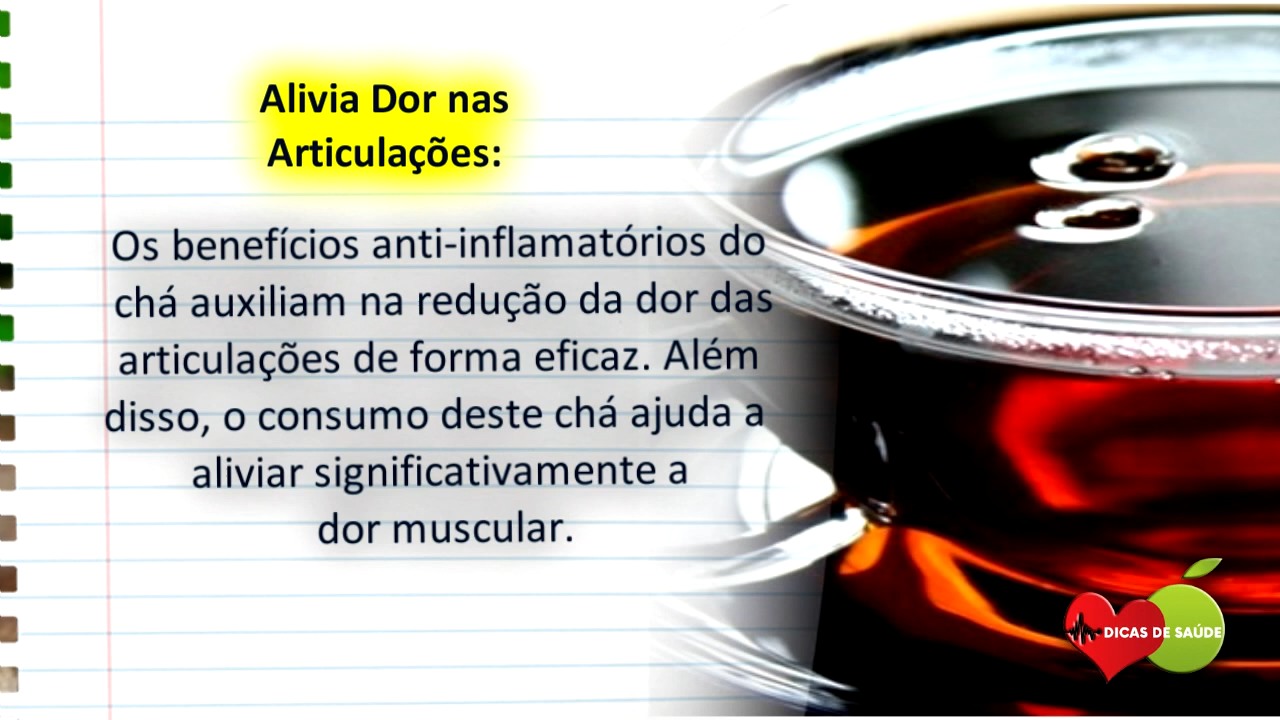 Alivia Dor nas
Articulações:
Os benefícios anti-inflamatórios do
chá auxiliam na redução da dor das
articulações de forma eficaz. Além
disso, o consumo deste chá ajuda a
aliviar significativamente a
dor muscular.
DICAS DE SAÚDE